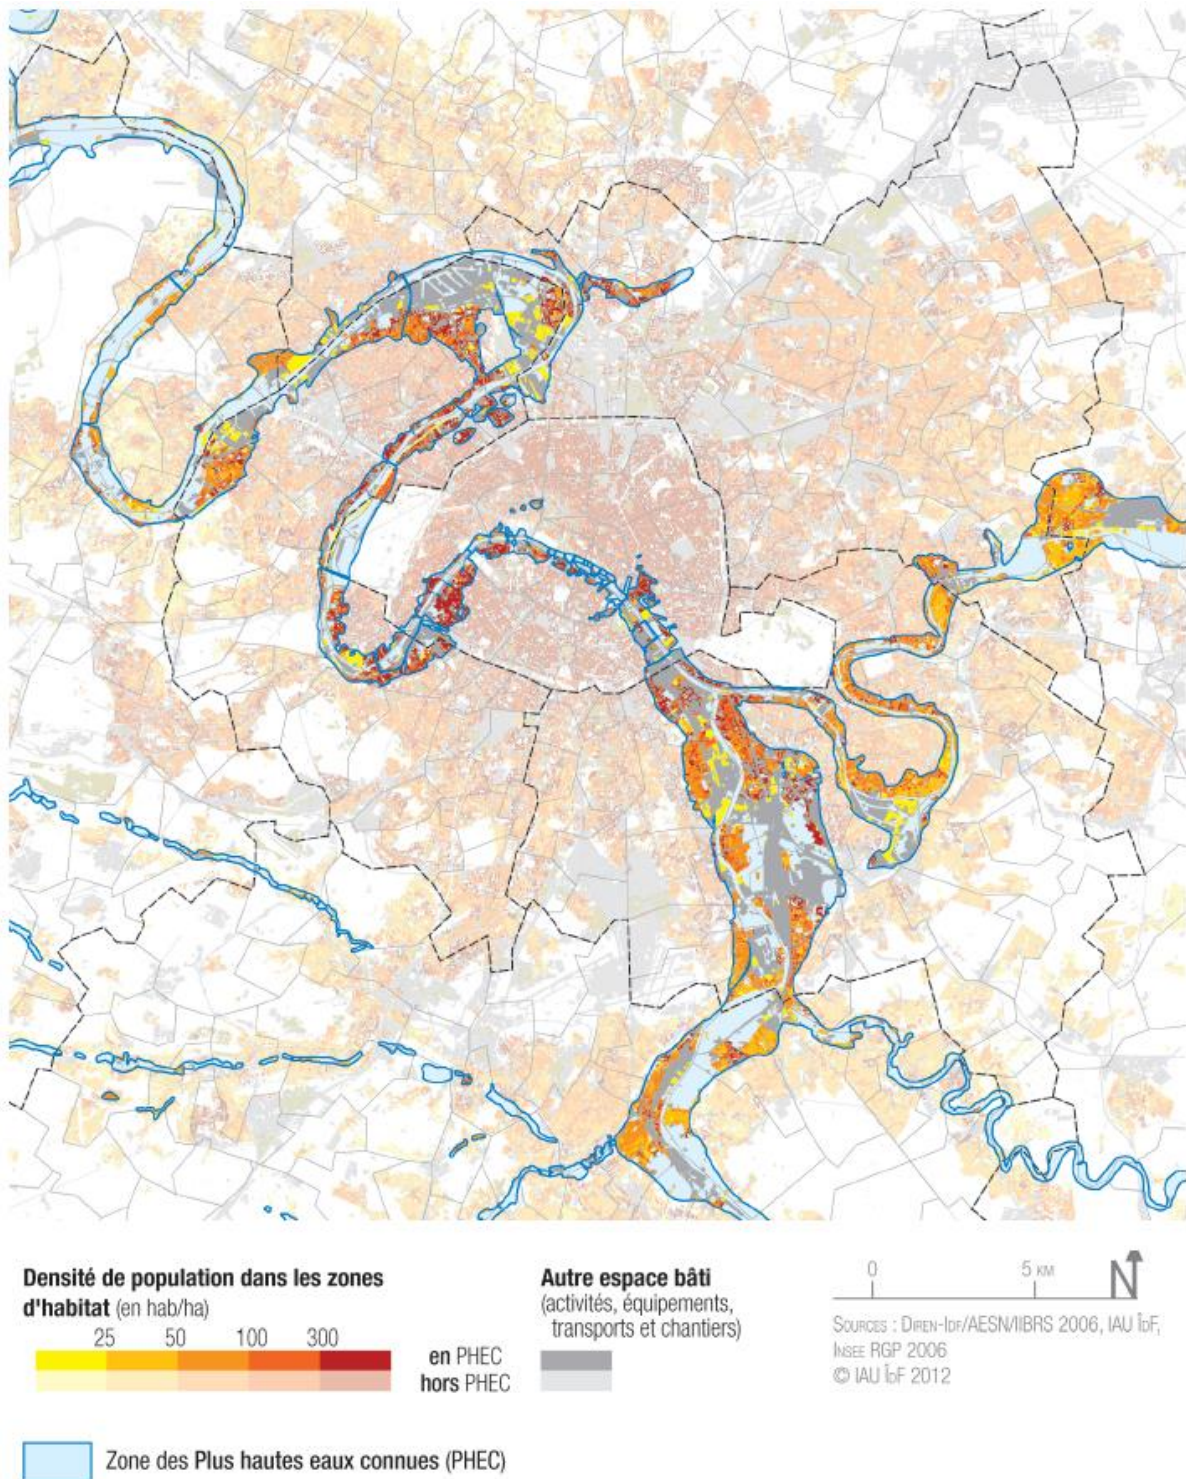 Densité de population dans les zones
d'habitat (en hab/ha)
25 50 100 300
en PHEC
hors PHEC
Autre espace bâti
(activités, équipements,
transports et chantiers)
0 5 KM
N
SOURCES : DIREN-IDF/AESN/IIBRS 2006, IAU ÎDF,
INSEE RGP 2006
© IAU ÎDF 2012
Zone des Plus hautes eaux connues (PHEC)